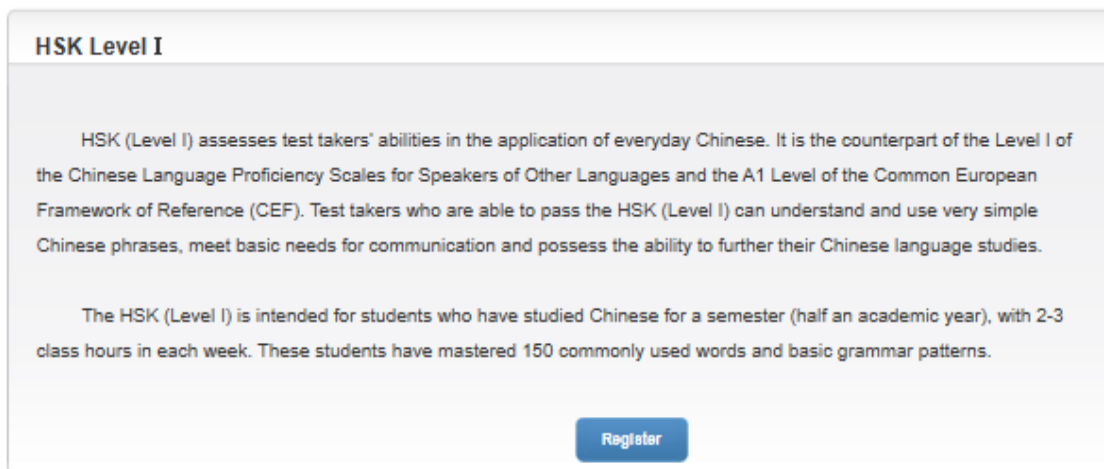 HSK Level I
HSK (Level I) assesses test takers' abilities in the application of everyday Chinese. It is the counterpart of the Level I of
the Chinese Language Proficiency Scales for Speakers of Other Languages and the A1 Level of the Common European
Framework of Reference (CEF). Test takers who are able to pass the HSK (Level I) can understand and use very simple
Chinese phrases, meet basic needs for communication and possess the ability to further their Chinese language studies.
The HSK (Level I) is intended for students who have studied Chinese for a semester (half an academic year), with 2-3
class hours in each week. These students have mastered 150 commonly used words and basic grammar patterns.
Register